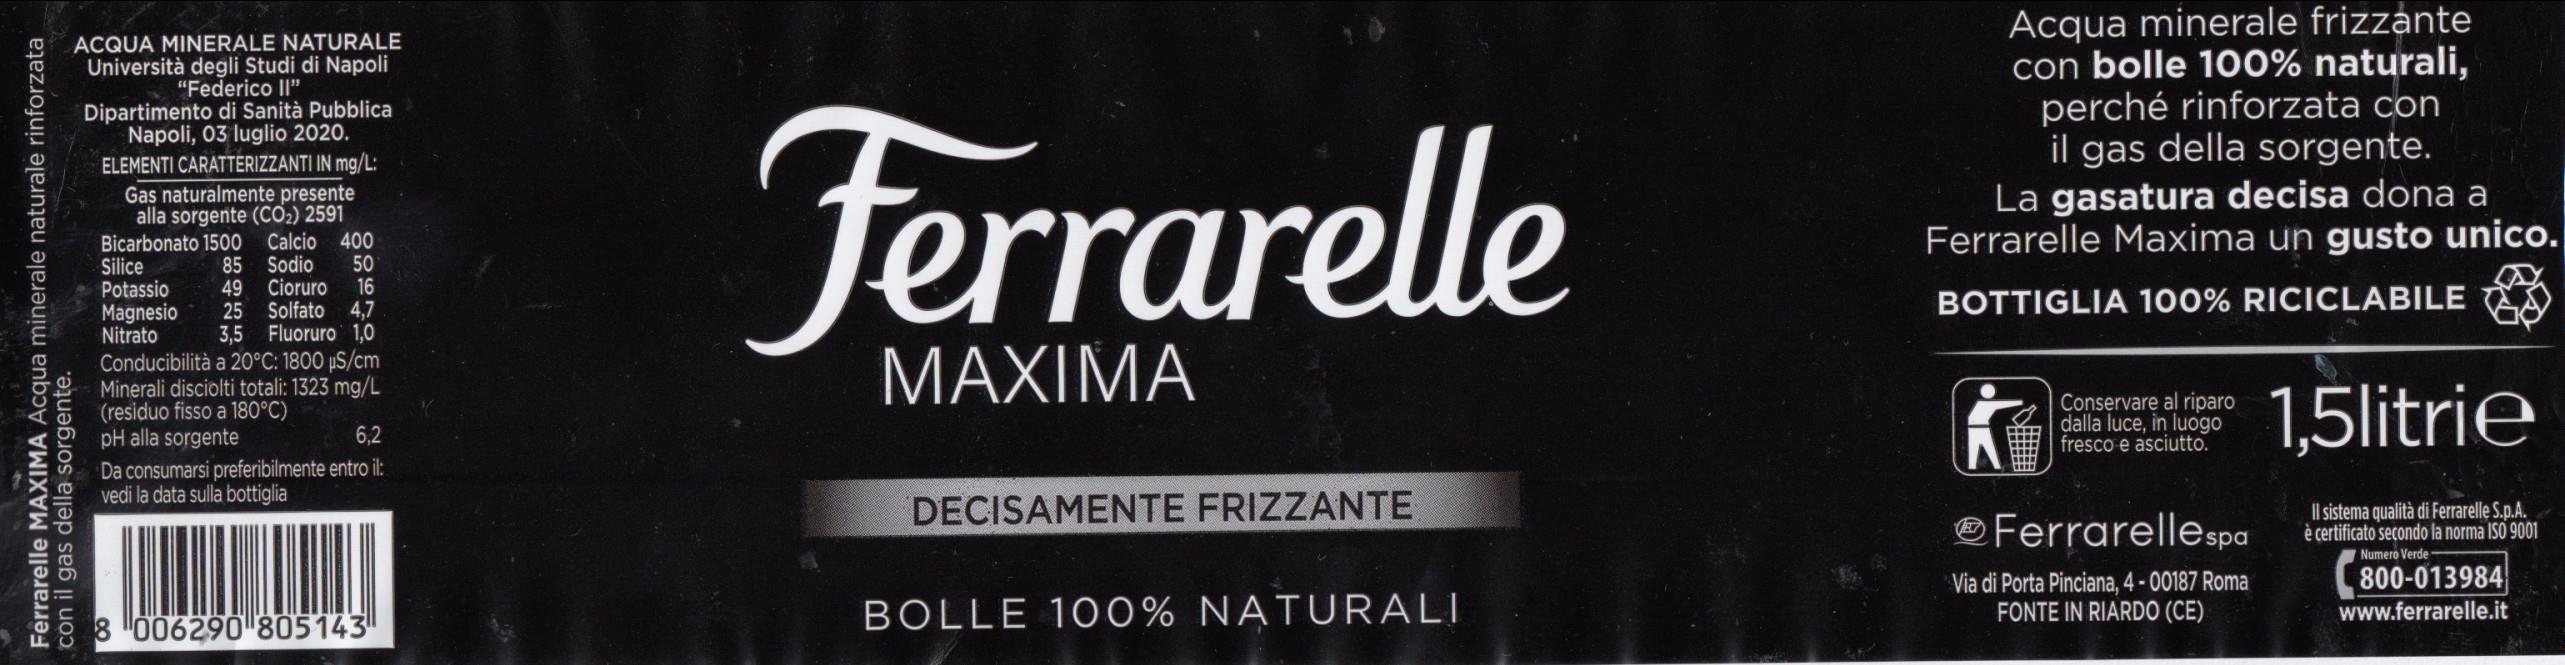 Ferrarelle MAXIMA Acqua minerale naturale rinforzata
con il gas della sorgente.
ACQUA MINERALE NATURALE
Università degli Studi di Napoli
“Federico II”
Dipartimento di Sanità Pubblica
Napoli, 03 luglio 2020.
ELEMENTI CARATTERIZZANTI IN mg/L:
Gas naturalmente presente
alla sorgente (CO₂) 2591
Bicarbonato 1500 Calcio 400
Silice 85 Sodio 50
Potassio 49 Cloruro 16
Magnesio 25 Solfato 4,7
Nitrato 3,5 Fluoruro 1,0
Conducibilità a 20°C: 1800 µS/cm
Minerali disciolti totali: 1323 mg/L
(residuo fisso a 180°C)
pH alla sorgente 6,2
Da consumarsi preferibilmente entro il:
vedi la data sulla bottiglia
8 006290 805143
Ferrarelle
MAXIMA
DECISAMENTE FRIZZANTE
BOLLE 100% NATURALI
Acqua minerale frizzante
con bolle 100% naturali,
perché rinforzata con
il gas della sorgente.
La gasatura decisa dona a
Ferrarelle Maxima un gusto unico.
BOTTIGLIA 100% RICICLABILE
Conservare al riparo
dalla luce, in luogo
fresco e asciutto.
1,5litri℮
Ferrarelle spa
Via di Porta Pinciana, 4 - 00187 Roma
FONTE IN RIARDO (CE)
Il sistema qualità di Ferrarelle S.p.A.
è certificato secondo la norma ISO 9001
Numero Verde
800-013984
www.ferrarelle.it